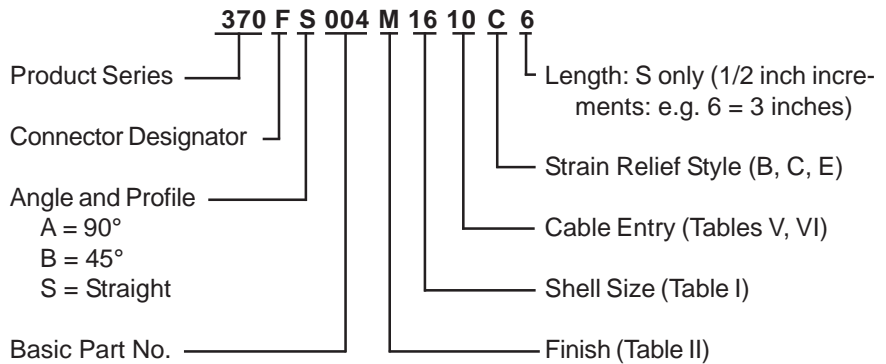 370 F S 004 M 16 10 C 6
Product Series
Connector Designator
Angle and Profile
A = 90°
B = 45°
S = Straight
Basic Part No.
Length: S only (1/2 inch incre-
ments: e.g. 6 = 3 inches)
Strain Relief Style (B, C, E)
Cable Entry (Tables V, VI)
Shell Size (Table I)
Finish (Table II)